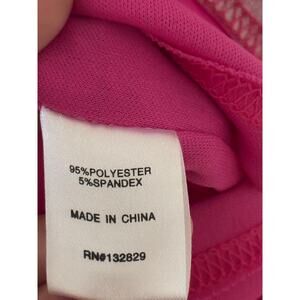 95%POLYESTER
5%SPANDEX
MADE IN CHINA
RN#132829